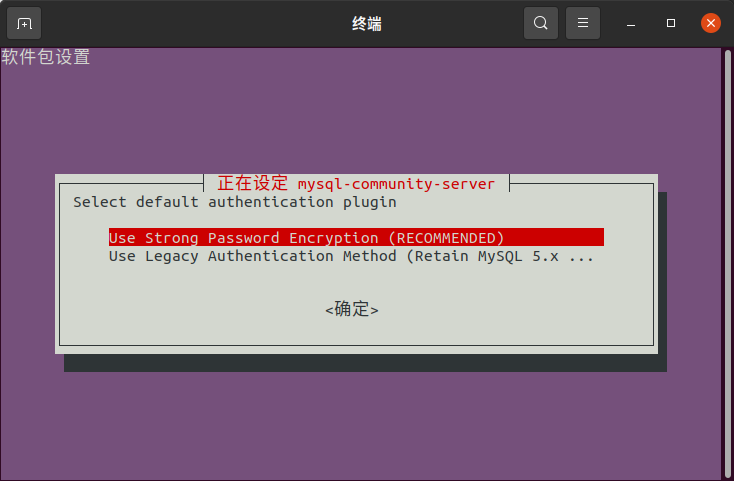 终端
软件包设置
正在设定 mysql-community-server
Select default authentication plugin
Use Strong Password Encryption (RECOMMENDED)
Use Legacy Authentication Method (Retain MySQL 5.x ...
<确定>